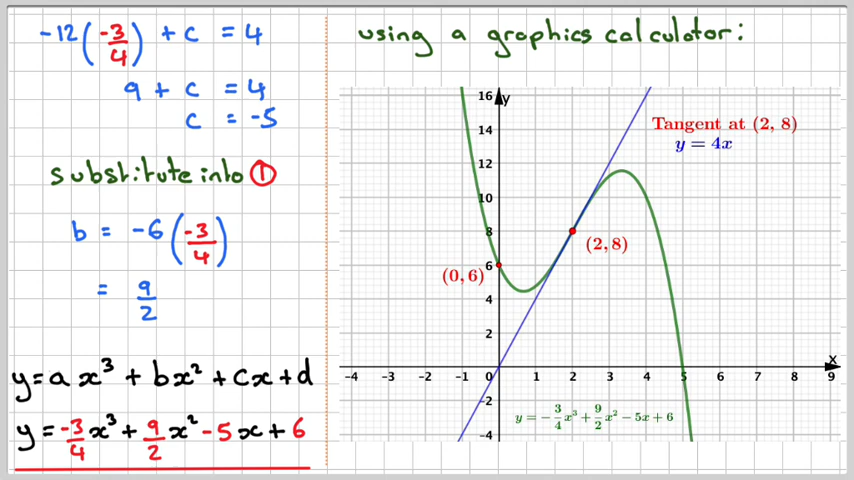 -12(-3/4) + c = 4
9 + c = 4
c = -5
substitute into ①
b = -6(-3/4)
= 9/2
y = ax³ + bx² + cx + d
y = -3/4x³ + 9/2x² - 5x + 6
using a graphics calculator:
y
16
14
12
10
8
6
4
2
-2
-4
-4 -3 -2 -1 0 1 2 3 4 5 6 7 8 9
x
Tangent at (2, 8)
y = 4x
(2, 8)
(0, 6)
y = -3/4x³ + 9/2x² - 5x + 6